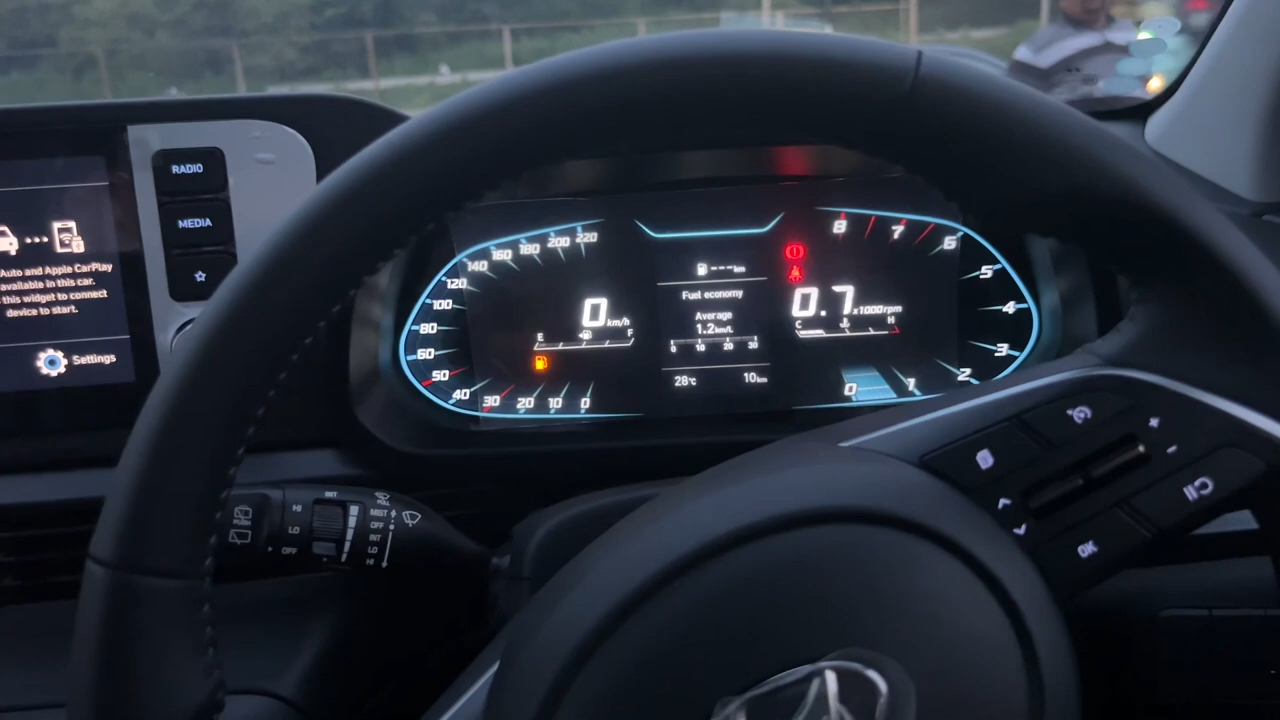 RADIO
MEDIA
Auto and Apple CarPlay
available in this car.
this widget to connect
device to start.
Settings
0 km/h
E F
220
200
180
160
140
120
100
80
60
50
40
30
20
10
0
--- km
Fuel economy
Average
1.2 km/L
0 10 20 30
28°C 10 km
0.7 x1000rpm
C H
8
7
6
5
4
3
2
1
0
INT
HI
LO
OFF
PUSH
PULL
MIST
OFF
INT
LO
HI
+
-
OK